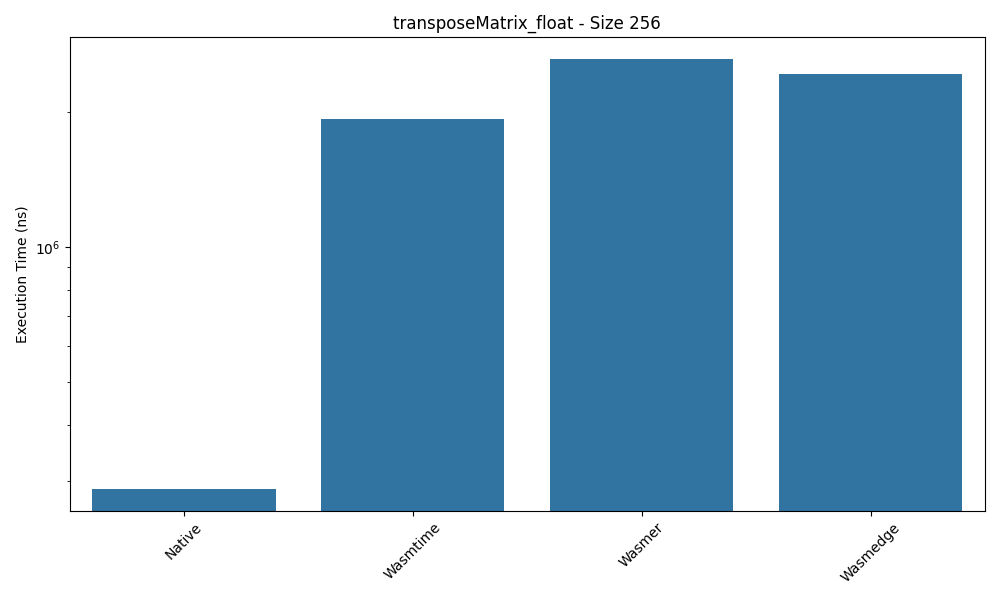 transposeMatrix_float - Size 256
Execution Time (ns)
10⁶
Native
Wasmtime
Wasmer
Wasmedge